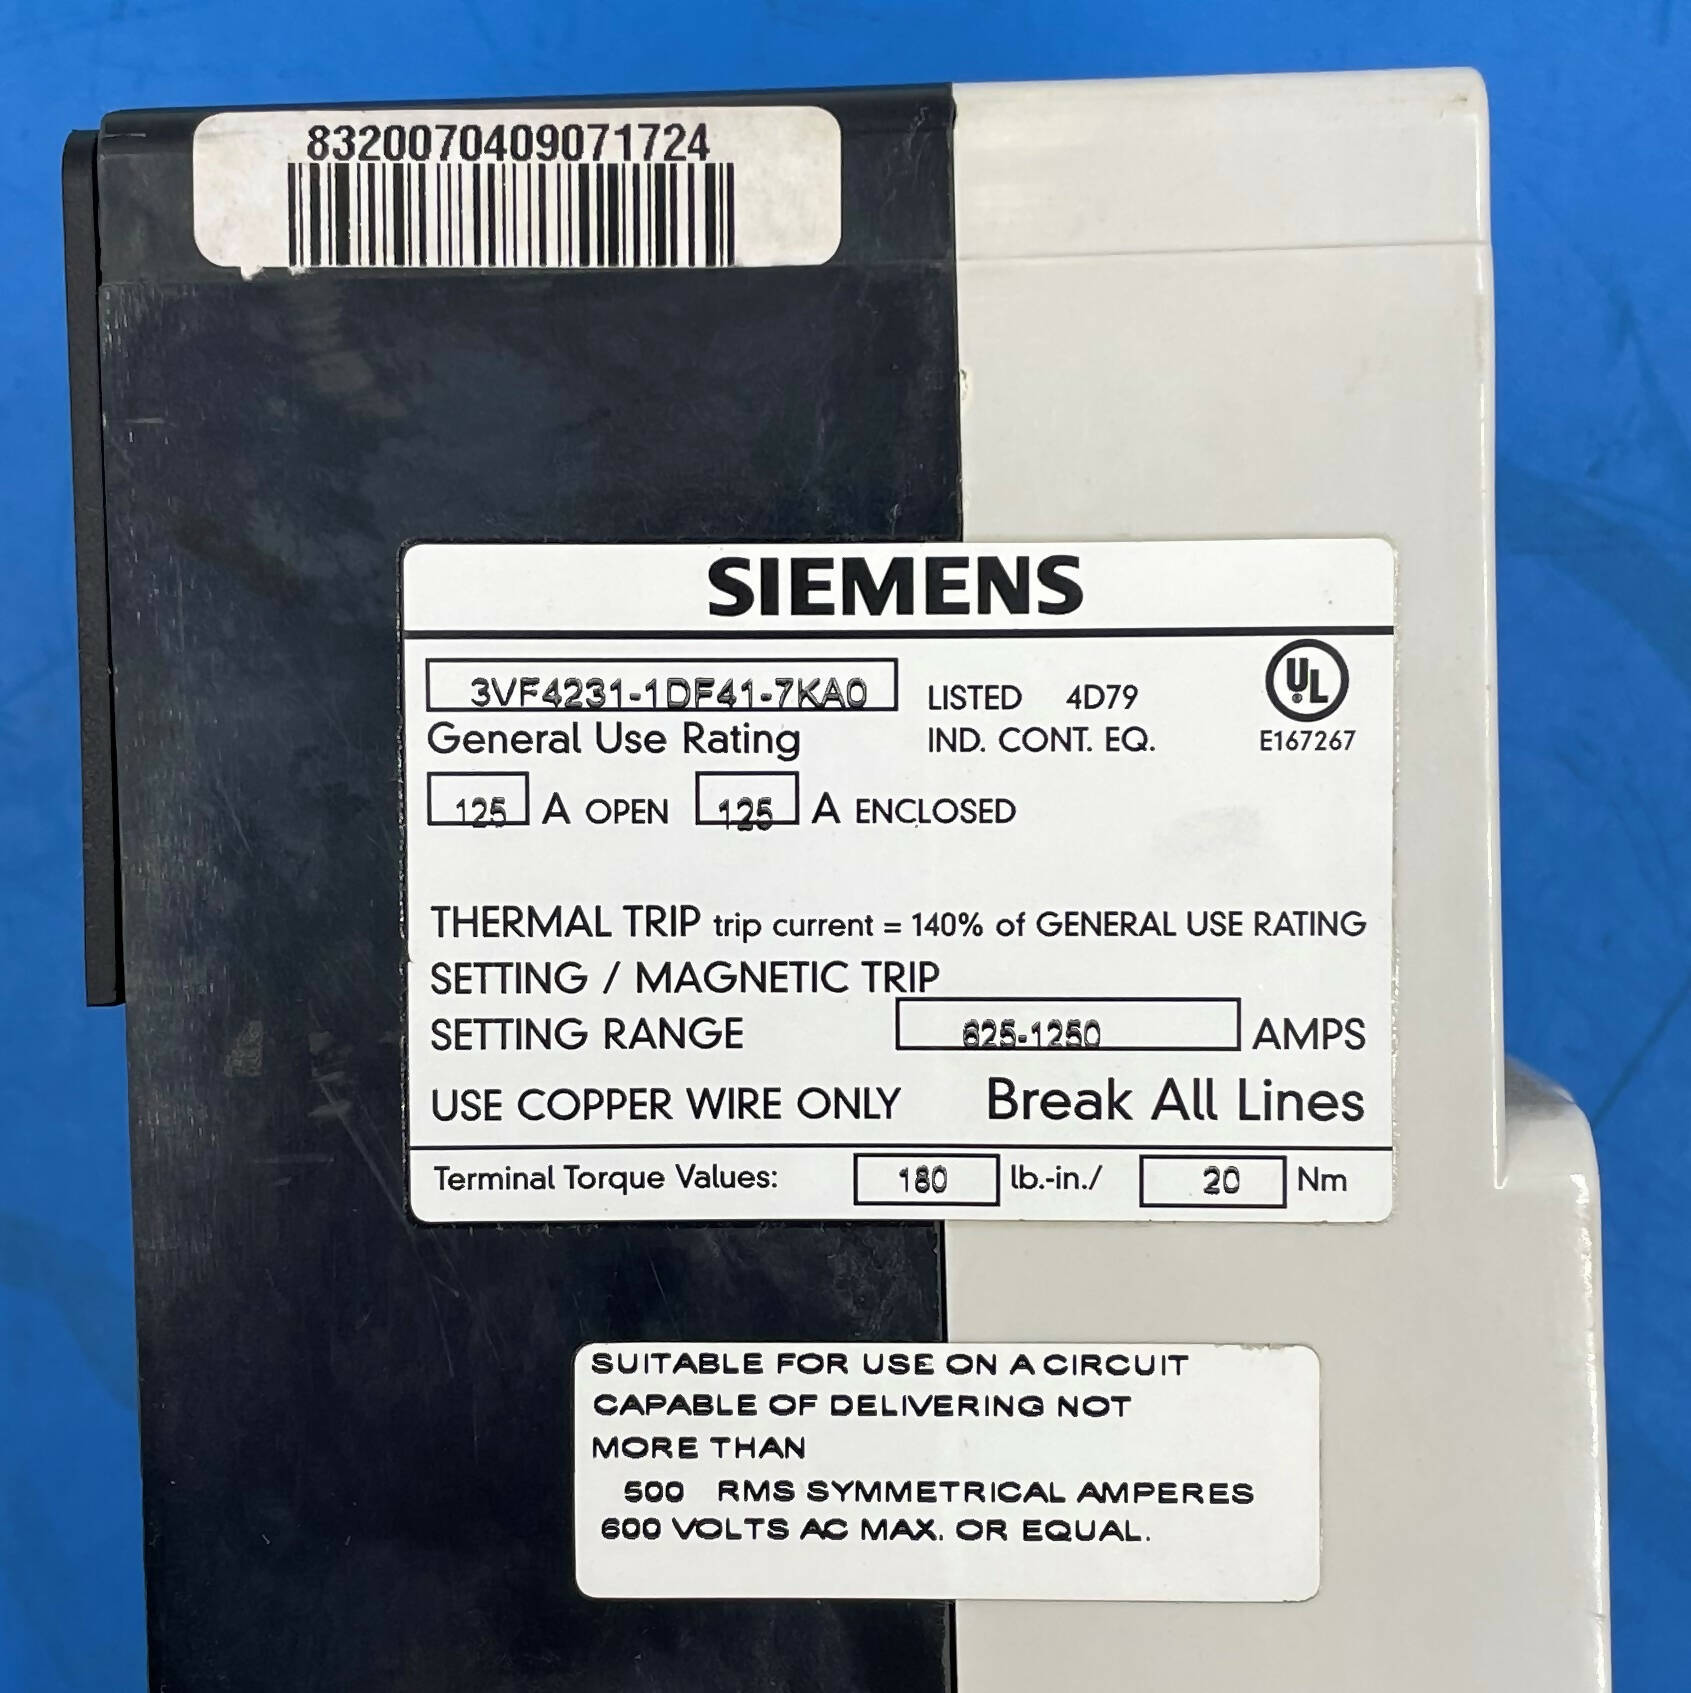 8320070409071724
SIEMENS
3VF4231-1DF41-7KA0 LISTED 4D79 UL
General Use Rating IND. CONT. EQ. E167267
125 A OPEN 125 A ENCLOSED
THERMAL TRIP trip current = 140% of GENERAL USE RATING
SETTING / MAGNETIC TRIP
SETTING RANGE 625-1250 AMPS
USE COPPER WIRE ONLY Break All Lines
Terminal Torque Values: 180 lb.-in./ 20 Nm
SUITABLE FOR USE ON A CIRCUIT
CAPABLE OF DELIVERING NOT
MORE THAN
500 RMS SYMMETRICAL AMPERES
600 VOLTS AC MAX. OR EQUAL.